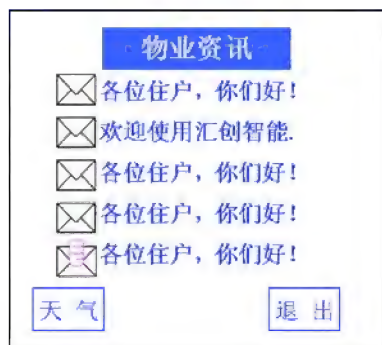 物业资讯
各位住户，你们好！
欢迎使用汇创智能.
各位住户，你们好！
各位住户，你们好！
各位住户，你们好！
天气
退出